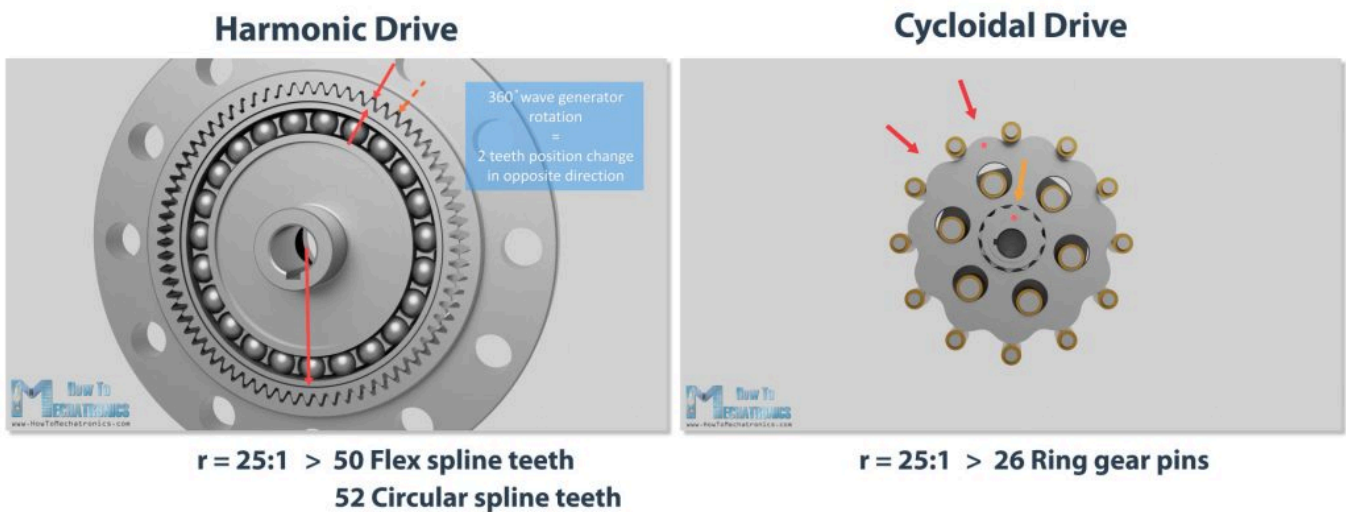 Harmonic Drive
360° wave generator
rotation
=
2 teeth position change
in opposite direction
How To
MECHATRONICS
www.HowToMechatronics.com
r = 25:1 > 50 Flex spline teeth
52 Circular spline teeth
Cycloidal Drive
How To
MECHATRONICS
www.HowToMechatronics.com
r = 25:1 > 26 Ring gear pins